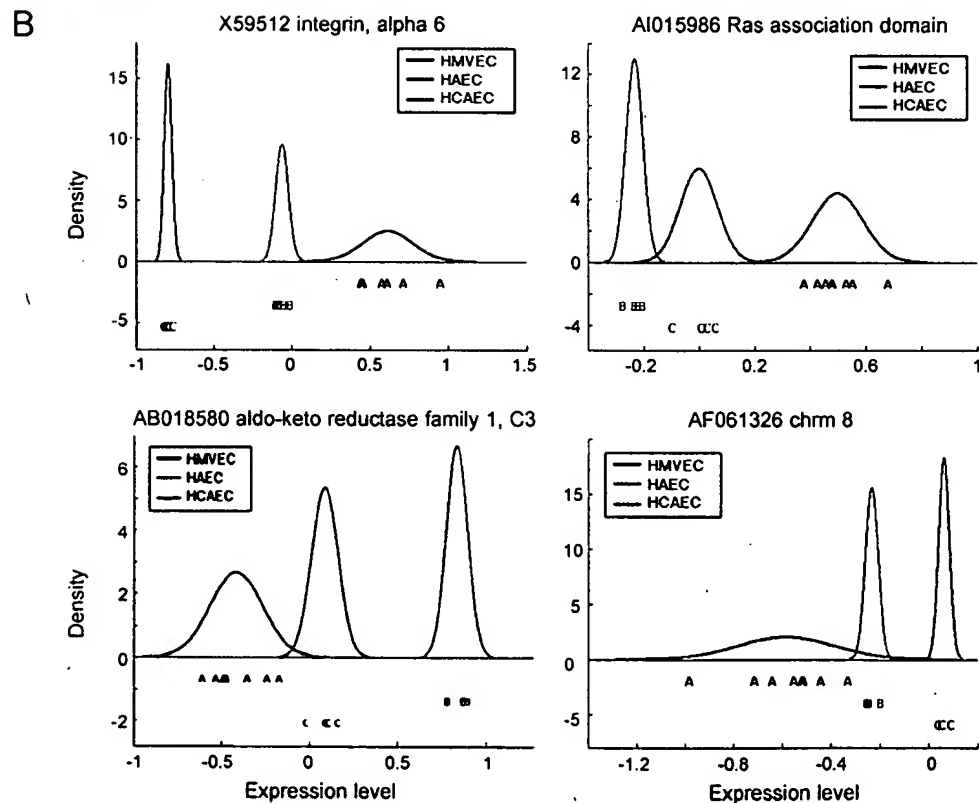 B
X59512 integrin, alpha 6
HMVEC
HAEC
HCAEC
15
10
5
0
-5
Density
-1
-0.5
0
0.5
1
1.5
A A A A A
B B B
C C C
AI015986 Ras association domain
HMVEC
HAEC
HCAEC
12
8
4
0
-4
-0.2
0.2
0.6
1
A A A A A A A
B B B
C C C C
AB018580 aldo-keto reductase family 1, C3
HMVEC
HAEC
HCAEC
6
4
2
0
-2
Density
-1
-0.5
0
0.5
1
Expression level
A A A A A A
B B B
C C C
AF061326 chrm 8
HMVEC
HAEC
HCAEC
15
10
5
0
-5
-1.2
-0.8
-0.4
0
Expression level
A A A A A A A
B B
C C C